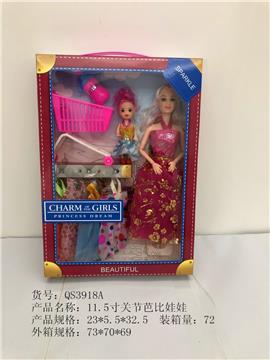 SPARKLE
CHARM OF THE GIRLS
PRINCESS DREAM
BEAUTIFUL
货号: QS3918A
产品名称: 11.5寸关节芭比娃娃
产品规格: 23*5.5*32.5 装箱量: 72
外箱规格: 73*70*69